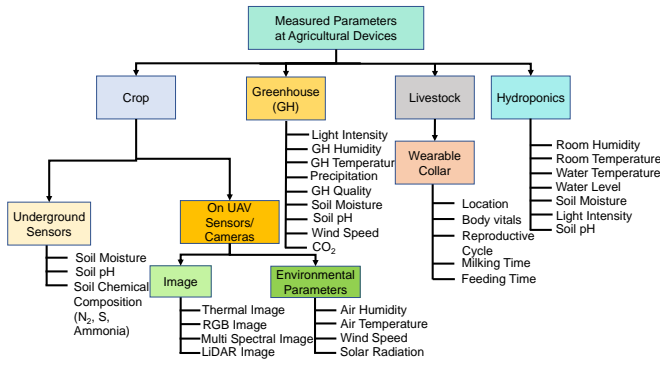 Measured Parameters
at Agricultural Devices
Crop
Greenhouse
(GH)
Livestock
Hydroponics
Light Intensity
GH Humidity
GH Temperatur
Precipitation
GH Quality
Soil Moisture
Soil pH
Wind Speed
CO₂
Wearable
Collar
Location
Body vitals
Reproductive
Cycle
Milking Time
Feeding Time
Room Humidity
Room Temperature
Water Temperature
Water Level
Soil Moisture
Light Intensity
Soil pH
Underground
Sensors
Soil Moisture
Soil pH
Soil Chemical
Composition
(N₂, S,
Ammonia)
On UAV
Sensors/
Cameras
Image
Thermal Image
RGB Image
Multi Spectral Image
LiDAR Image
Environmental
Parameters
Air Humidity
Air Temperature
Wind Speed
Solar Radiation